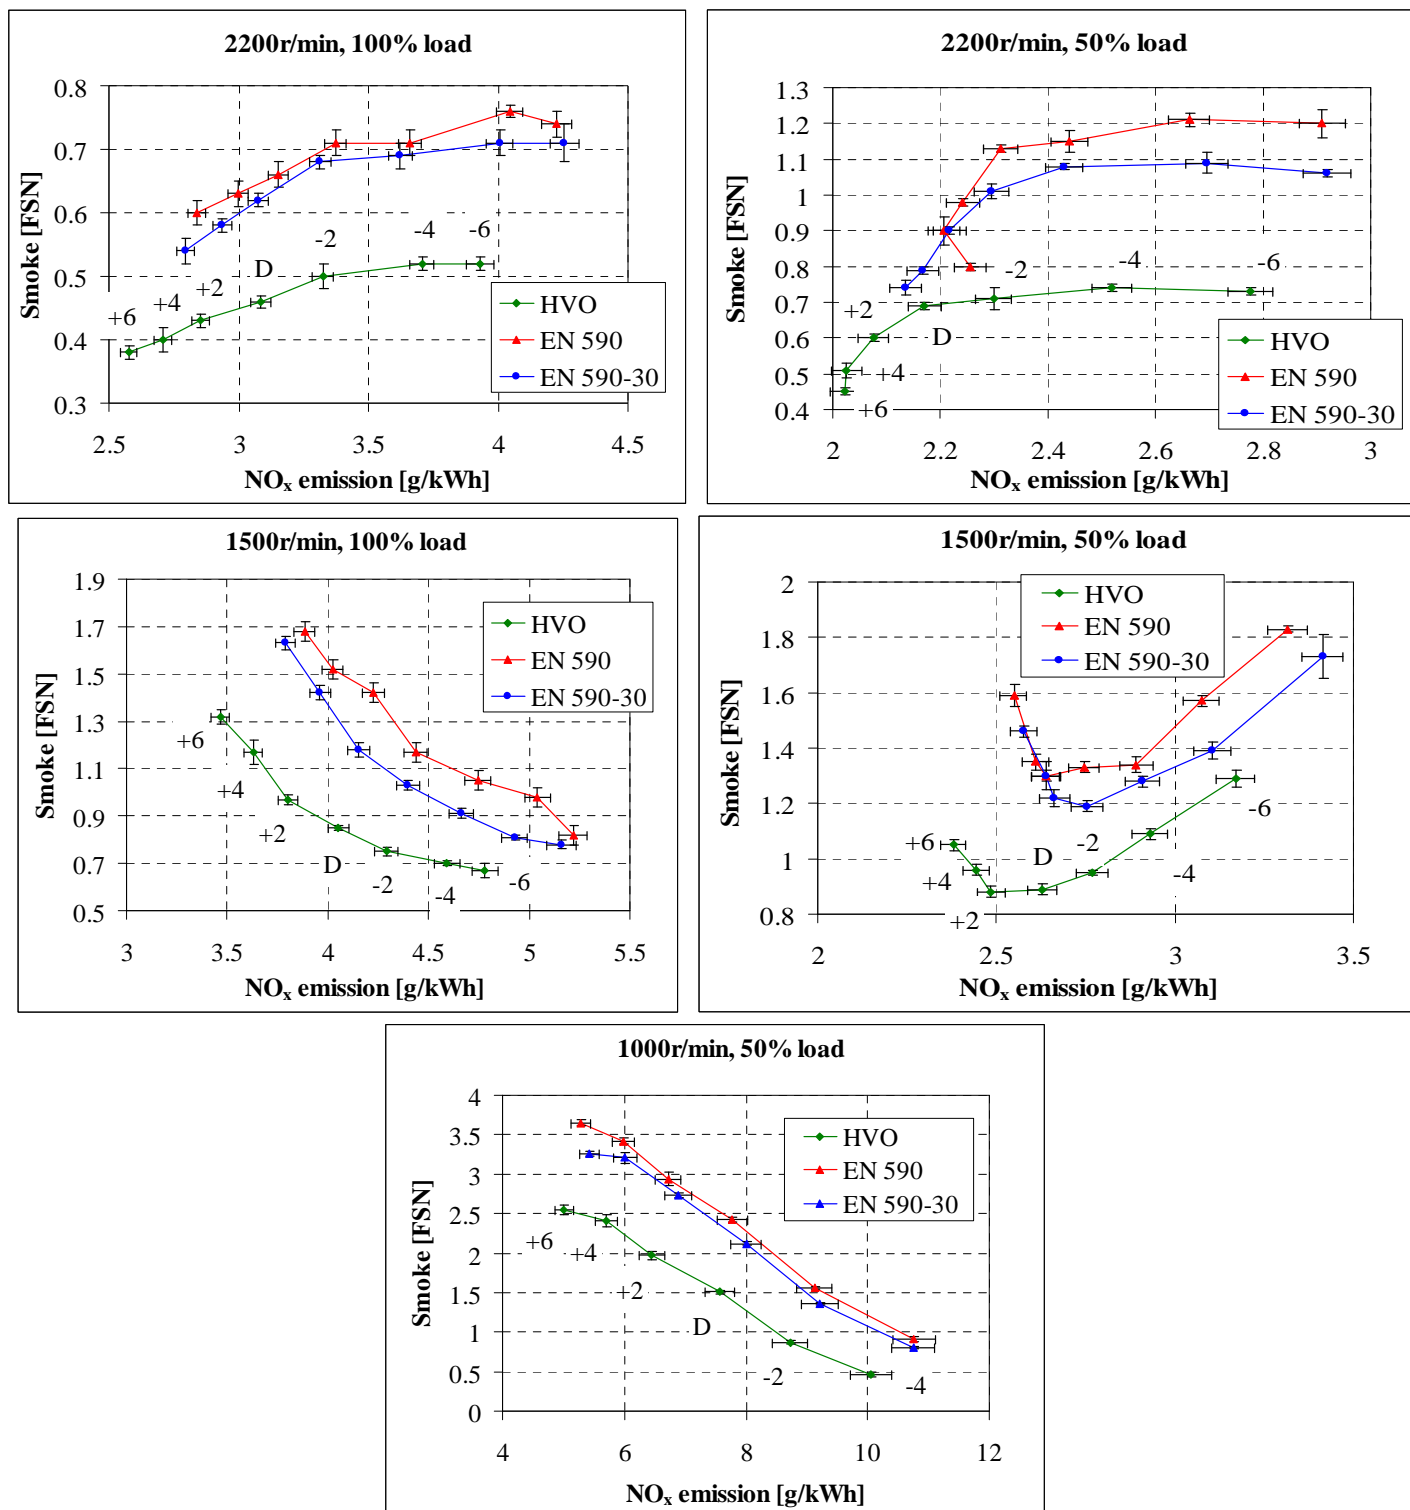 2200r/min, 100% load
0.8
0.7
0.6
0.5
0.4
0.3
Smoke [FSN]
+6
+4
+2
D
-2
-4
-6
HVO
EN 590
EN 590-30
2.5 3 3.5 4 4.5
NOx emission [g/kWh]
2200r/min, 50% load
1.3
1.2
1.1
1
0.9
0.8
0.7
0.6
0.5
0.4
Smoke [FSN]
+6
+4
+2
D
-2
-4
-6
HVO
EN 590
EN 590-30
2 2.2 2.4 2.6 2.8 3
NOx emission [g/kWh]
1500r/min, 100% load
1.9
1.7
1.5
1.3
1.1
0.9
0.7
0.5
Smoke [FSN]
HVO
EN 590
EN 590-30
+6
+4
+2
D
-2
-4
-6
3 3.5 4 4.5 5 5.5
NOx emission [g/kWh]
1500r/min, 50% load
2
1.8
1.6
1.4
1.2
1
0.8
Smoke [FSN]
HVO
EN 590
EN 590-30
+6
+4
+2
D
-2
-4
-6
2 2.5 3 3.5
NOx emission [g/kWh]
1000r/min, 50% load
4
3.5
3
2.5
2
1.5
1
0.5
0
Smoke [FSN]
HVO
EN 590
EN 590-30
+6
+4
+2
D
-2
-4
4 6 8 10 12
NOx emission [g/kWh]